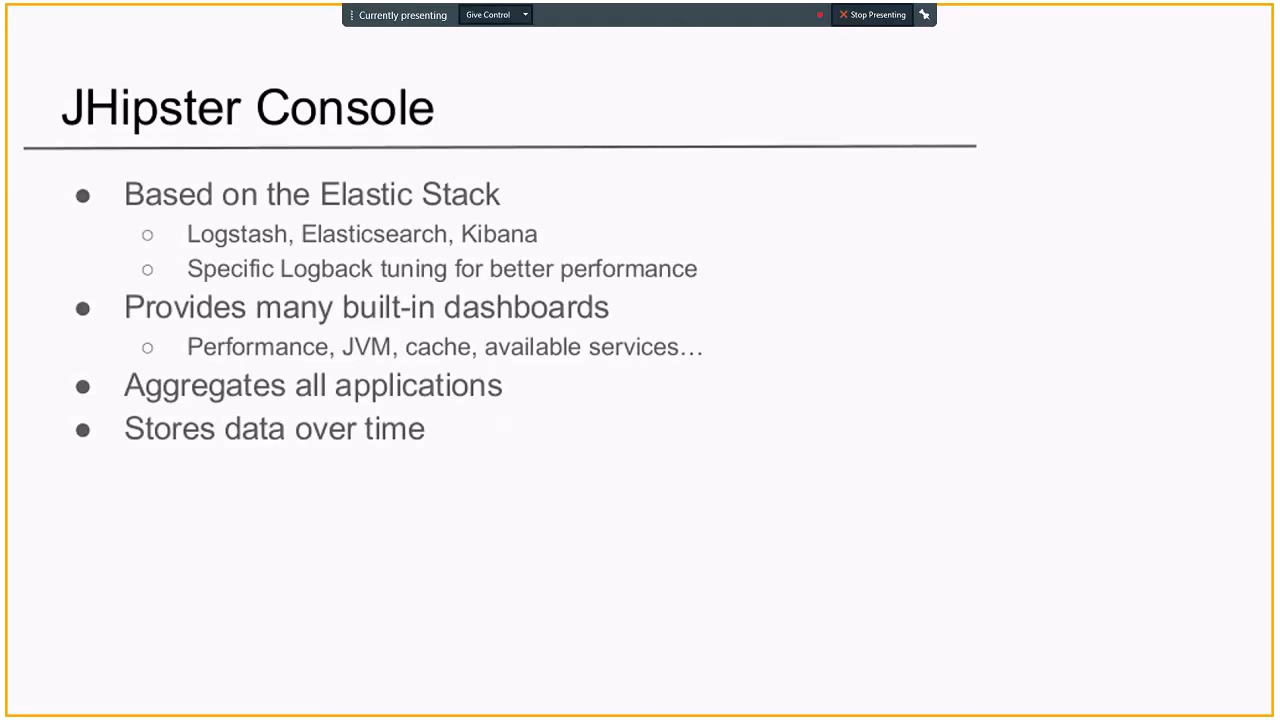 Currently presenting Give Control Stop Presenting
JHipster Console
● Based on the Elastic Stack
○ Logstash, Elasticsearch, Kibana
○ Specific Logback tuning for better performance
● Provides many built-in dashboards
○ Performance, JVM, cache, available services…
● Aggregates all applications
● Stores data over time